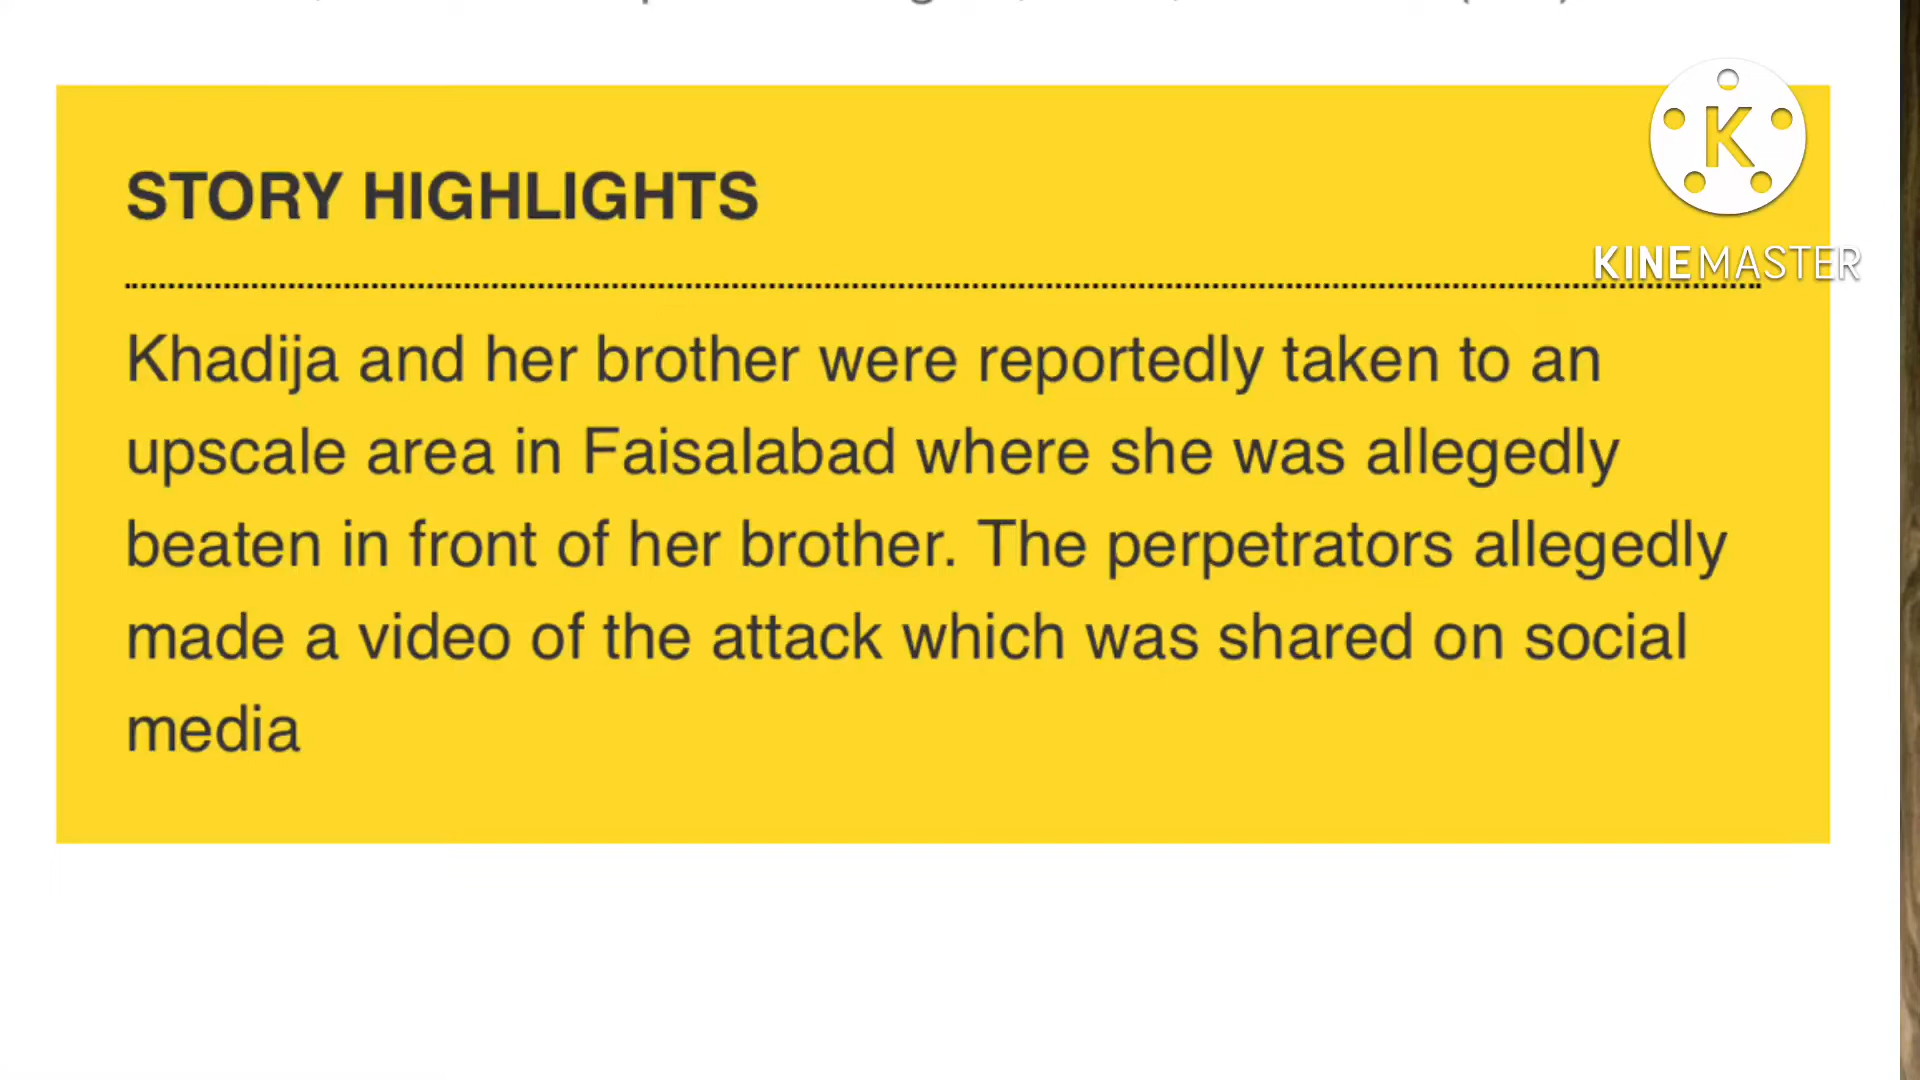 STORY HIGHLIGHTS
K
KINEMASTER
Khadija and her brother were reportedly taken to an
upscale area in Faisalabad where she was allegedly
beaten in front of her brother. The perpetrators allegedly
made a video of the attack which was shared on social
media